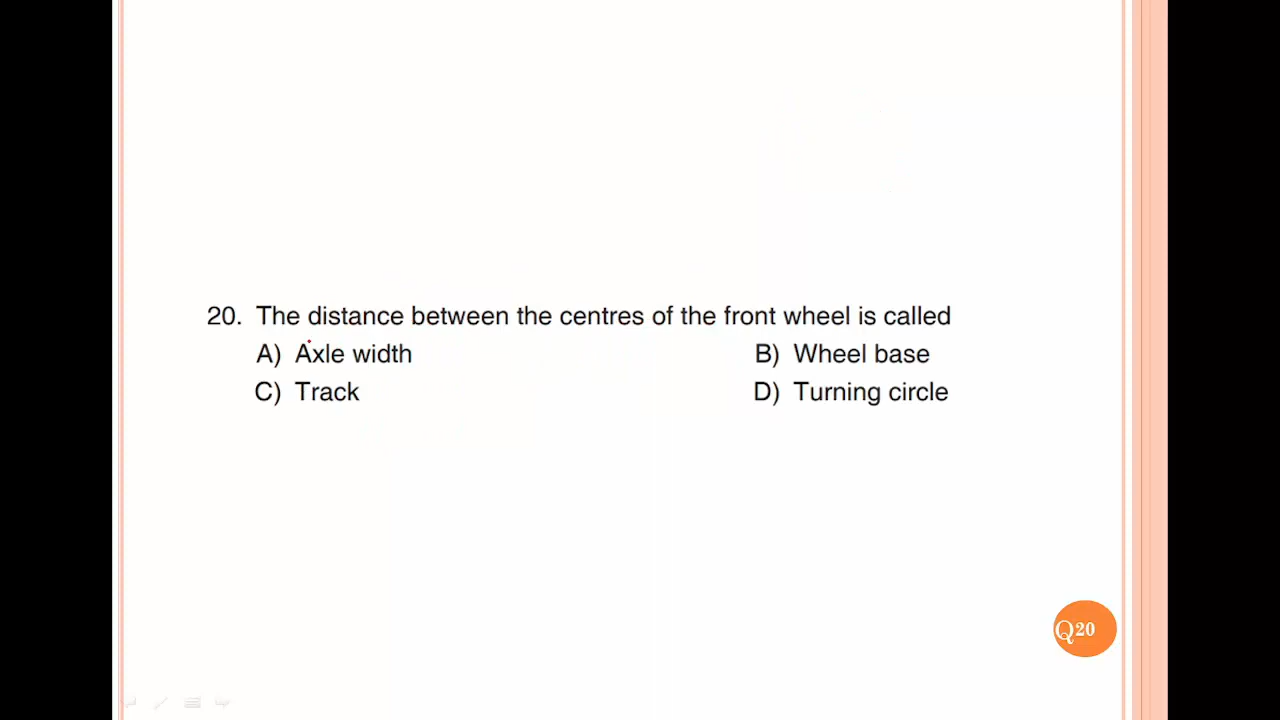 20. The distance between the centres of the front wheel is called
A) Axle width B) Wheel base
C) Track D) Turning circle
Q20